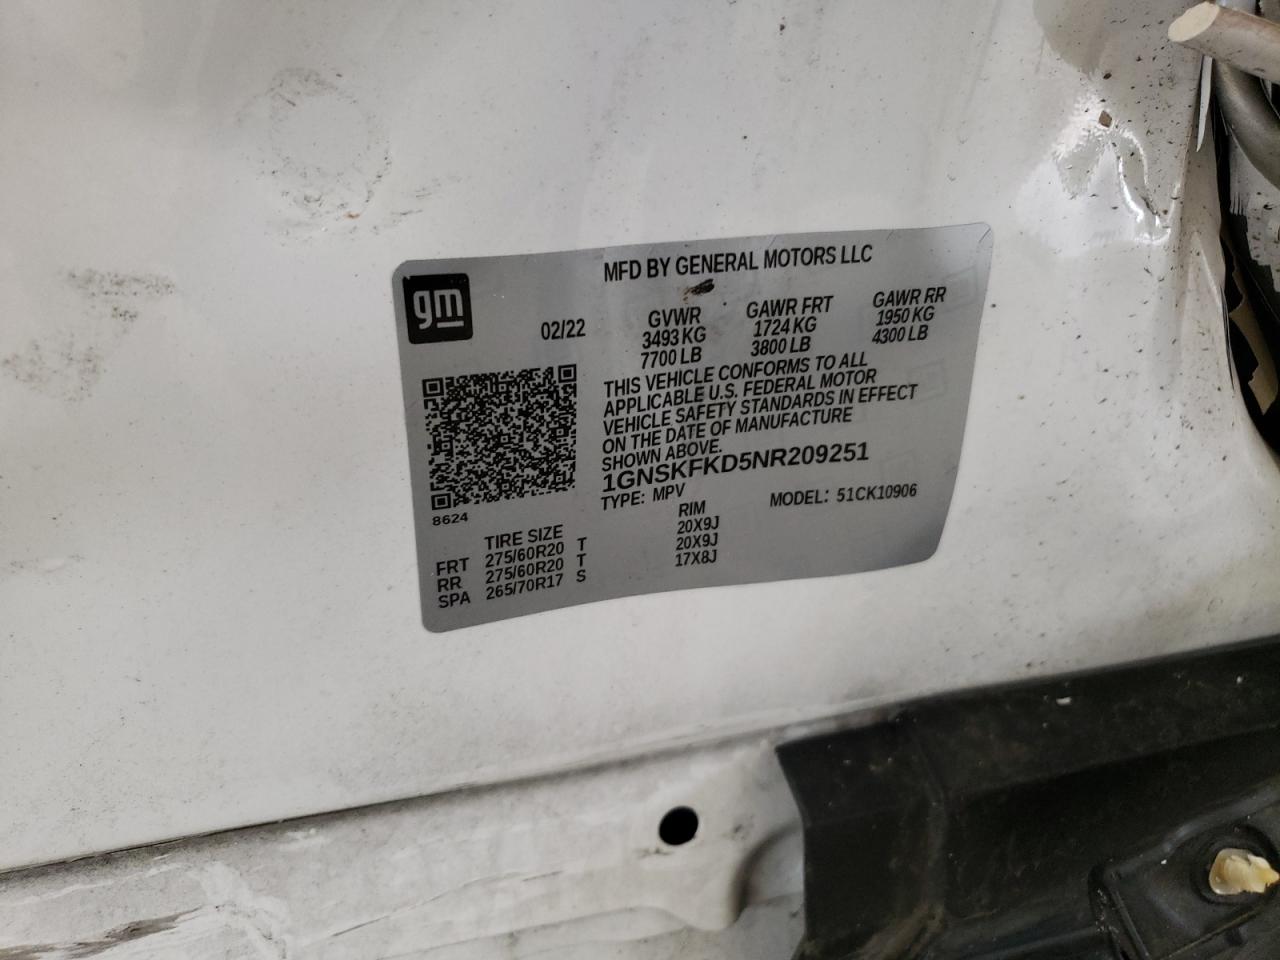 gm
MFD BY GENERAL MOTORS LLC
02/22
GVWR GAWR FRT GAWR RR
3493 KG 1724 KG 1950 KG
7700 LB 3800 LB 4300 LB
THIS VEHICLE CONFORMS TO ALL
APPLICABLE U.S. FEDERAL MOTOR
VEHICLE SAFETY STANDARDS IN EFFECT
ON THE DATE OF MANUFACTURE
SHOWN ABOVE.
1GNSKFKD5NR209251
TYPE: MPV MODEL: 51CK10906
8624
TIRE SIZE RIM
FRT 275/60R20 T 20X9J
RR 275/60R20 T 20X9J
SPA 265/70R17 S 17X8J